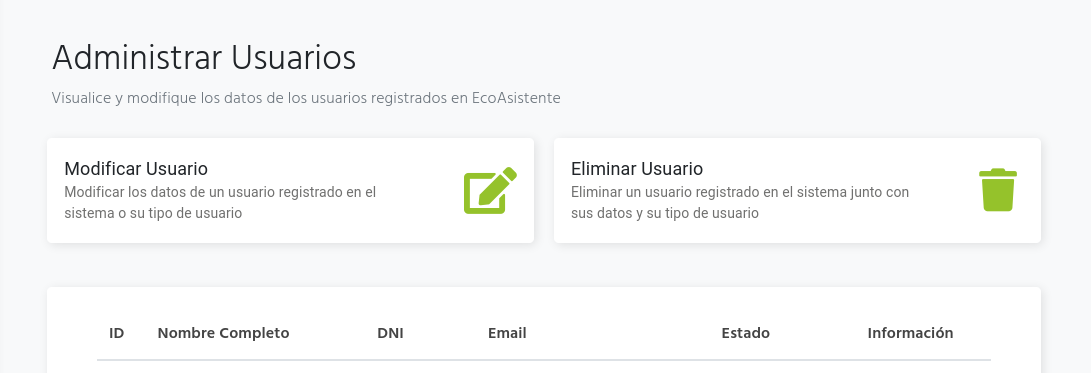 Administrar Usuarios
Visualice y modifique los datos de los usuarios registrados en EcoAsistente
Modificar Usuario
Modificar los datos de un usuario registrado en el
sistema o su tipo de usuario
Eliminar Usuario
Eliminar un usuario registrado en el sistema junto con
sus datos y su tipo de usuario
ID Nombre Completo DNI Email Estado Información